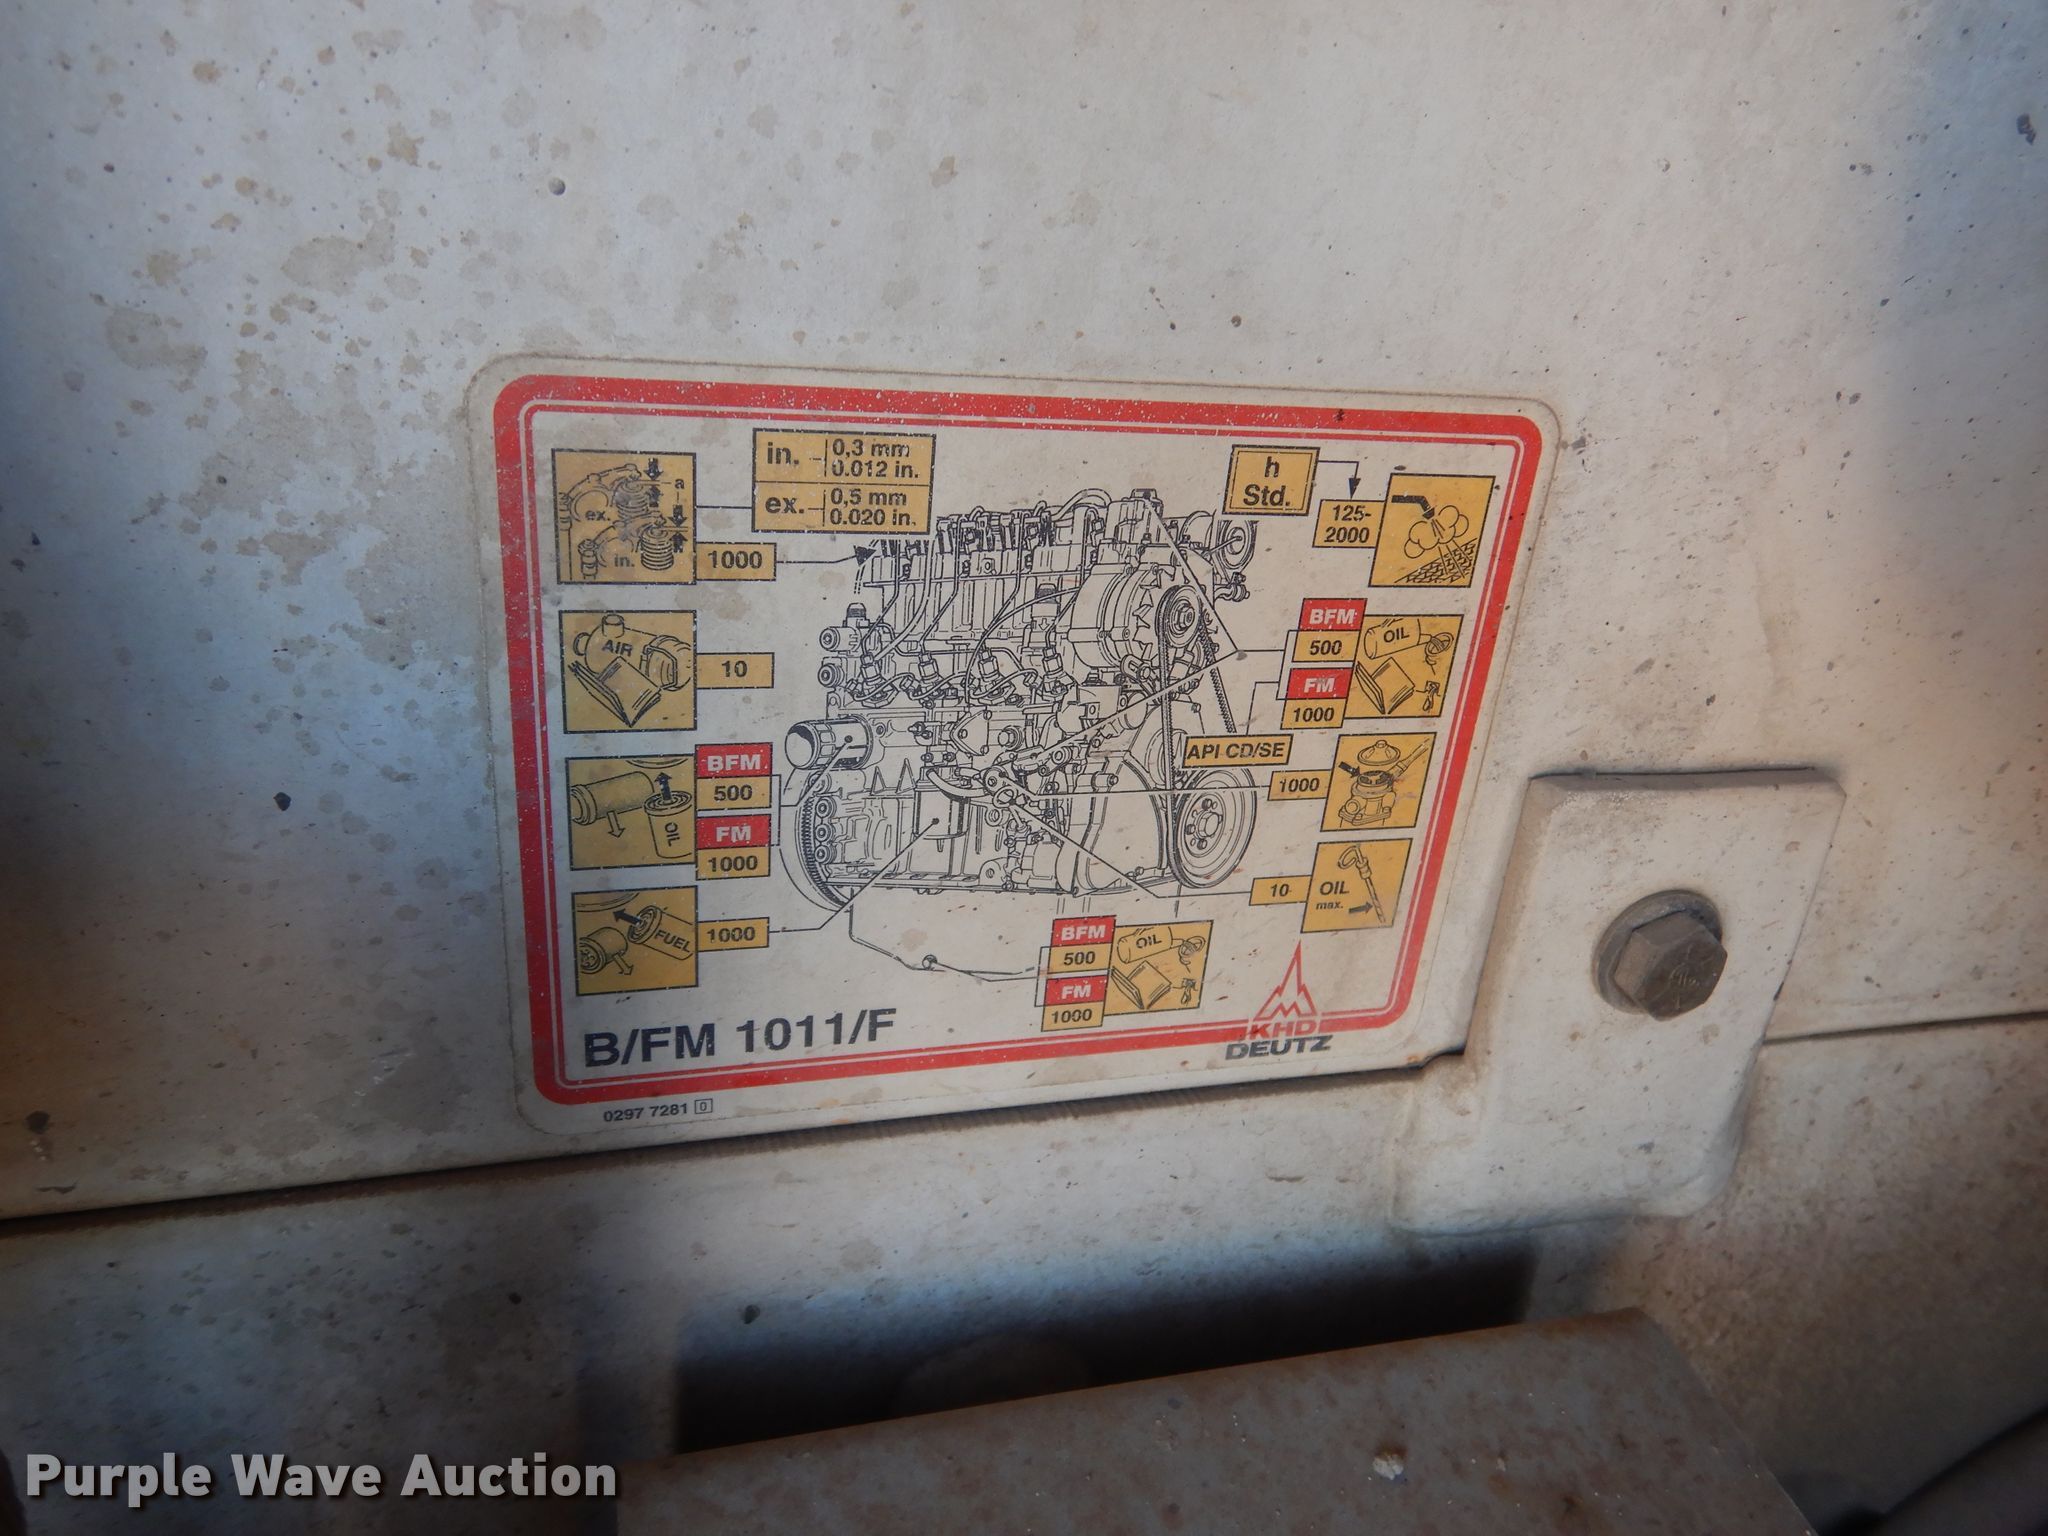 in. 0,3 mm
0.012 in.
ex. 0,5 mm
0.020 in.
a
ex.
in.
1000
h
Std.
125-
2000
AIR
10
BFM
500
FM
1000
OIL
API CD/SE
BFM
500
FM
1000
OIL
1000
FUEL
1000
10
OIL
max.
BFM
500
FM
1000
OIL
B/FM 1011/F
KHD
DEUTZ
0297 7281 0
Purple Wave Auction